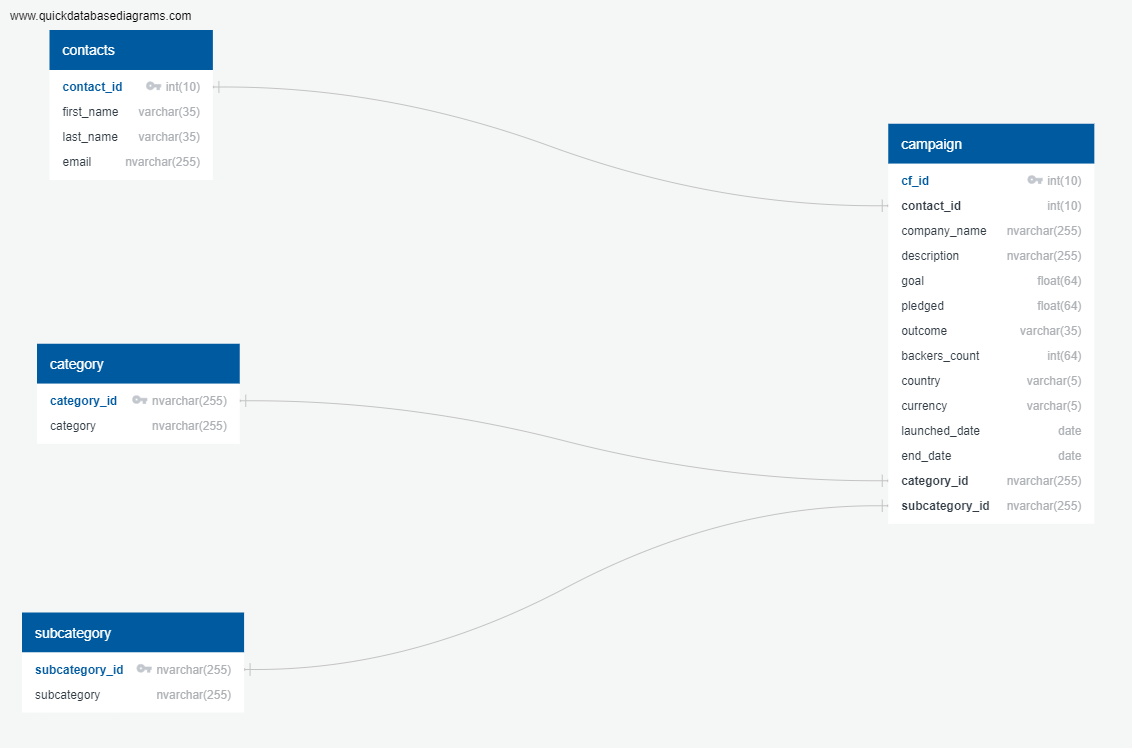 www.quickdatabasediagrams.com
contacts
contact_id int(10)
first_name varchar(35)
last_name varchar(35)
email nvarchar(255)
campaign
cf_id int(10)
contact_id int(10)
company_name nvarchar(255)
description nvarchar(255)
goal float(64)
pledged float(64)
outcome varchar(35)
backers_count int(64)
country varchar(5)
currency varchar(5)
launched_date date
end_date date
category_id nvarchar(255)
subcategory_id nvarchar(255)
category
category_id nvarchar(255)
category nvarchar(255)
subcategory
subcategory_id nvarchar(255)
subcategory nvarchar(255)